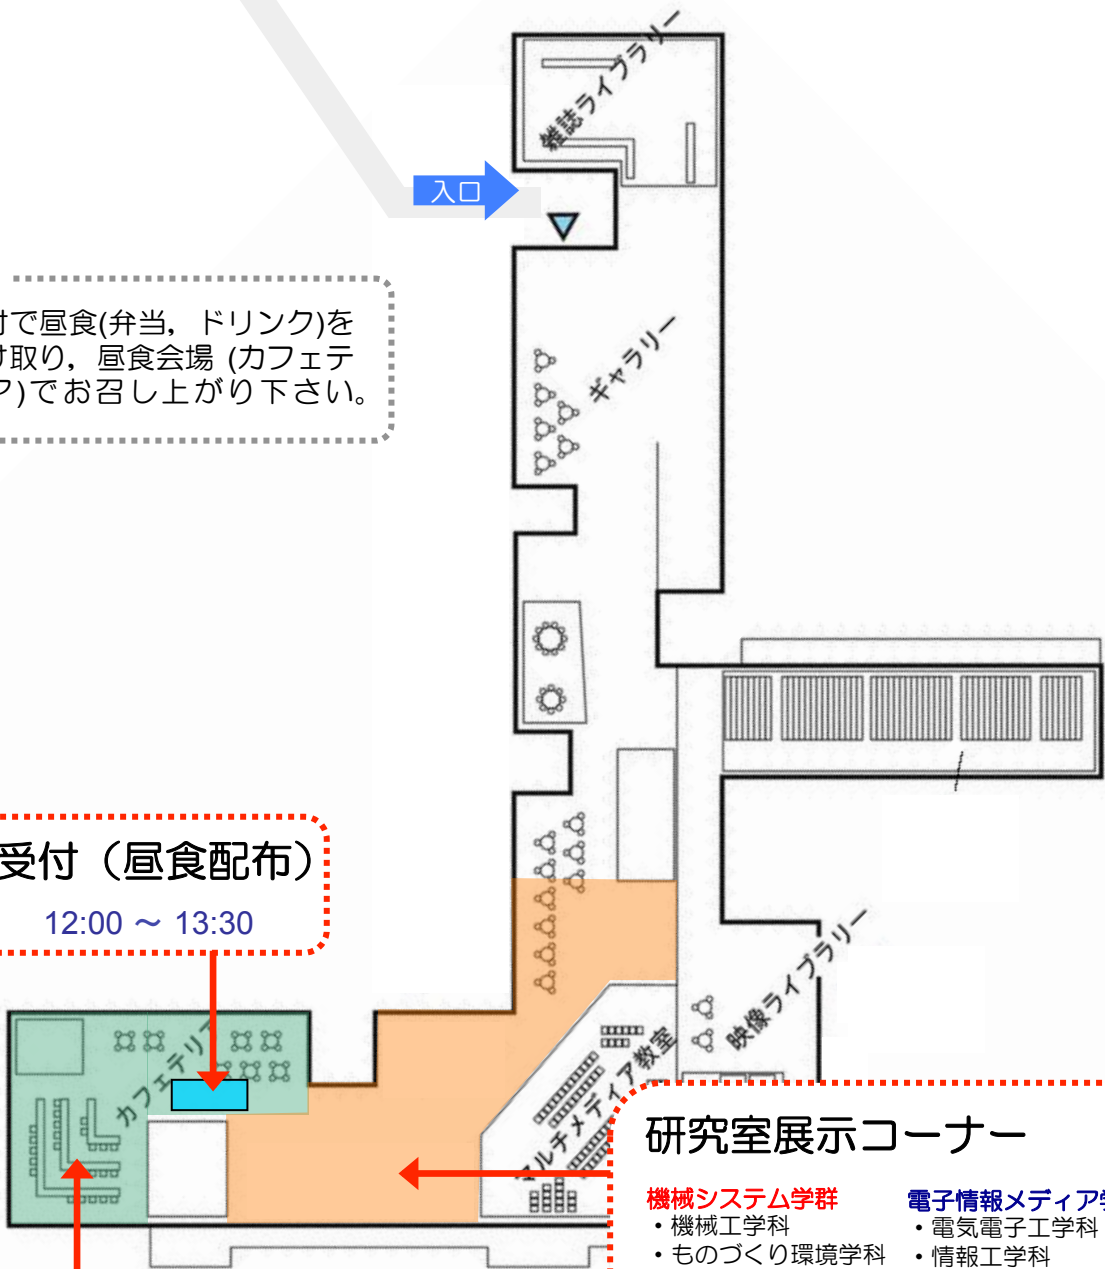 雑誌ライブラリー
入口
付で昼食(弁当，ドリンク)を
け取り，昼食会場 (カフェテ
ア)でお召し上がり下さい。
ギャラリー
受付（昼食配布）
12:00 ～ 13:30
カフェテリア
マルチメディア教室
映像ライブラリー
研究室展示コーナー
機械システム学群
・機械工学科
・ものづくり環境学科
電子情報メディア学
・電気電子工学科
・情報工学科